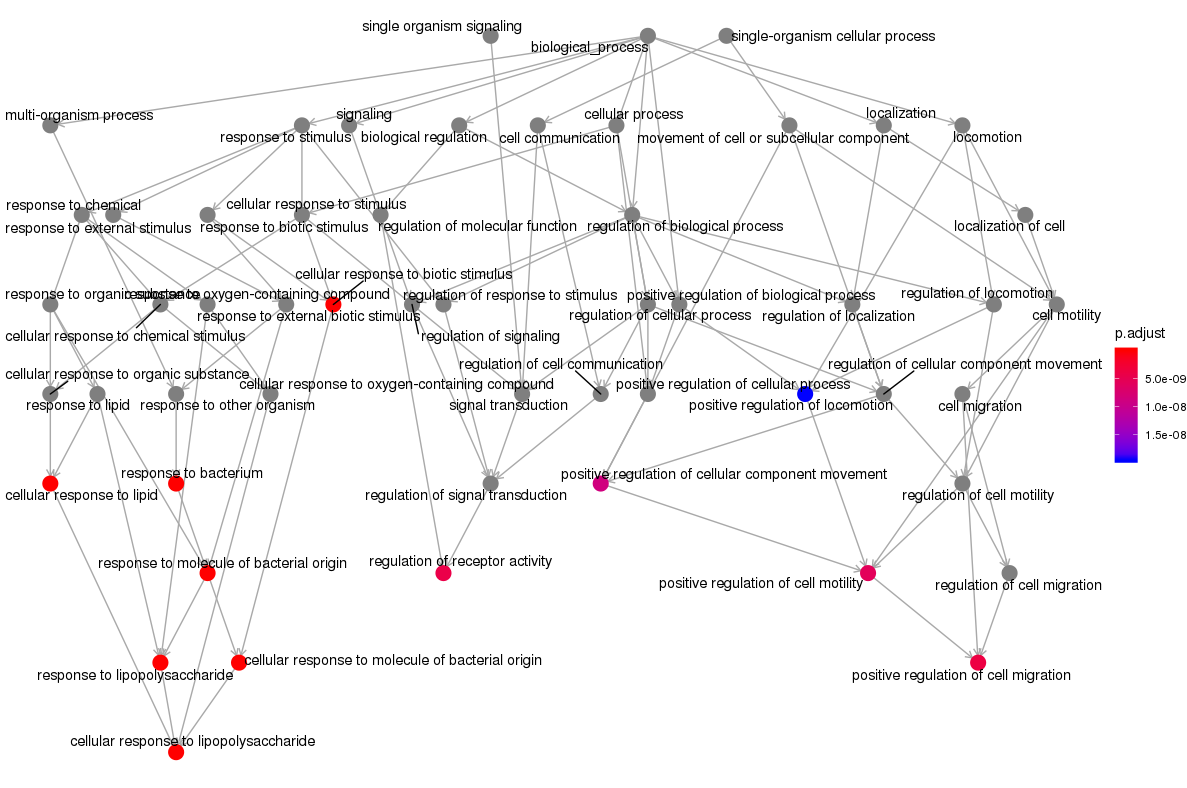 single organism signaling
single-organism cellular process
biological_process
multi-organism process
signaling
cellular process
localization
response to stimulus
biological regulation
cell communication
movement of cell or subcellular component
locomotion
response to chemical
cellular response to stimulus
response to external stimulus
response to biotic stimulus
regulation of molecular function
regulation of biological process
localization of cell
cellular response to biotic stimulus
response to organic substance
response to oxygen-containing compound
regulation of response to stimulus
positive regulation of biological process
regulation of locomotion
response to external biotic stimulus
regulation of cellular process
regulation of localization
cell motility
cellular response to chemical stimulus
regulation of signaling
regulation of cell communication
regulation of cellular component movement
cellular response to organic substance
cellular response to oxygen-containing compound
positive regulation of cellular process
response to lipid
response to other organism
signal transduction
positive regulation of locomotion
cell migration
response to bacterium
positive regulation of cellular component movement
cellular response to lipid
regulation of signal transduction
regulation of cell motility
response to molecule of bacterial origin
regulation of receptor activity
positive regulation of cell motility
regulation of cell migration
cellular response to molecule of bacterial origin
response to lipopolysaccharide
positive regulation of cell migration
cellular response to lipopolysaccharide
p.adjust
5.0e-09
1.0e-08
1.5e-08